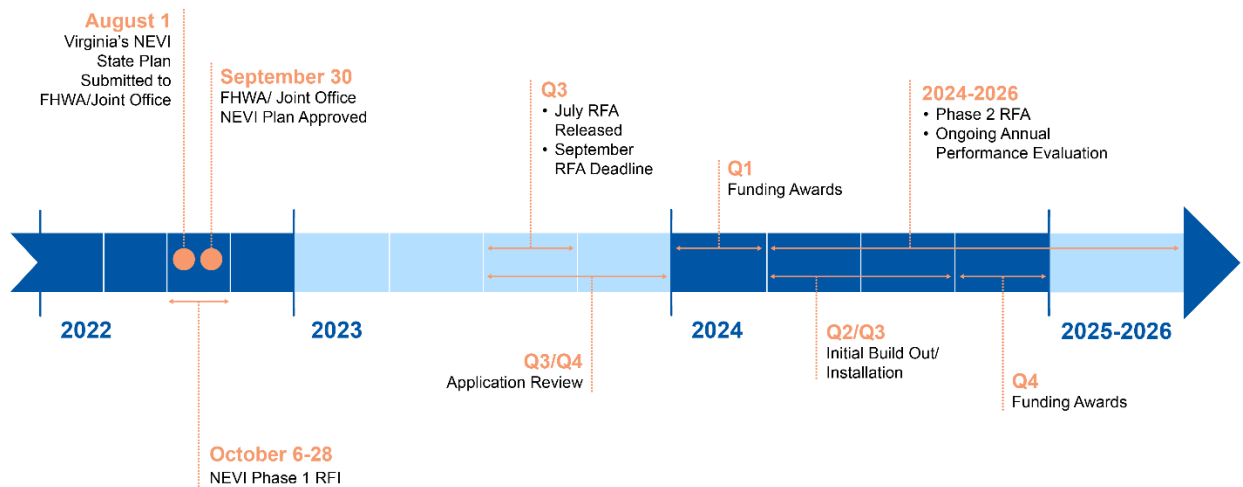 August 1
Virginia's NEVI
State Plan
Submitted to
FHWA/Joint Office
September 30
FHWA/ Joint Office
NEVI Plan Approved
Q3
• July RFA
Released
• September
RFA Deadline
Q1
Funding Awards
2024-2026
• Phase 2 RFA
• Ongoing Annual
Performance Evaluation
2022
2023
2024
2025-2026
October 6-28
NEVI Phase 1 RFI
Q3/Q4
Application Review
Q2/Q3
Initial Build Out/
Installation
Q4
Funding Awards